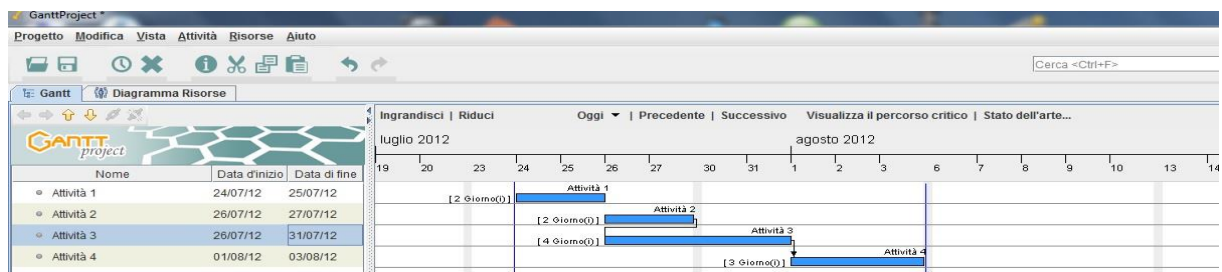 GanttProject *
Progetto Modifica Vista Attività Risorse Aiuto
Cerca <Ctrl+F>
Gantt Diagramma Risorse
Ingrandisci | Riduci Oggi | Precedente | Successivo Visualizza il percorso critico | Stato dell'arte...
GANTT project
luglio 2012 agosto 2012
Nome Data d'inizio Data di fine
19 20 23 24 25 26 27 30 31 1 2 3 6 7 8 9 10 13 14
Attività 1 24/07/12 25/07/12 [2 Giorno(i)] Attività 1
Attività 2 26/07/12 27/07/12 [2 Giorno(i)] Attività 2
Attività 3 26/07/12 31/07/12 [4 Giorno(i)] Attività 3
Attività 4 01/08/12 03/08/12 [3 Giorno(i)] Attività 4